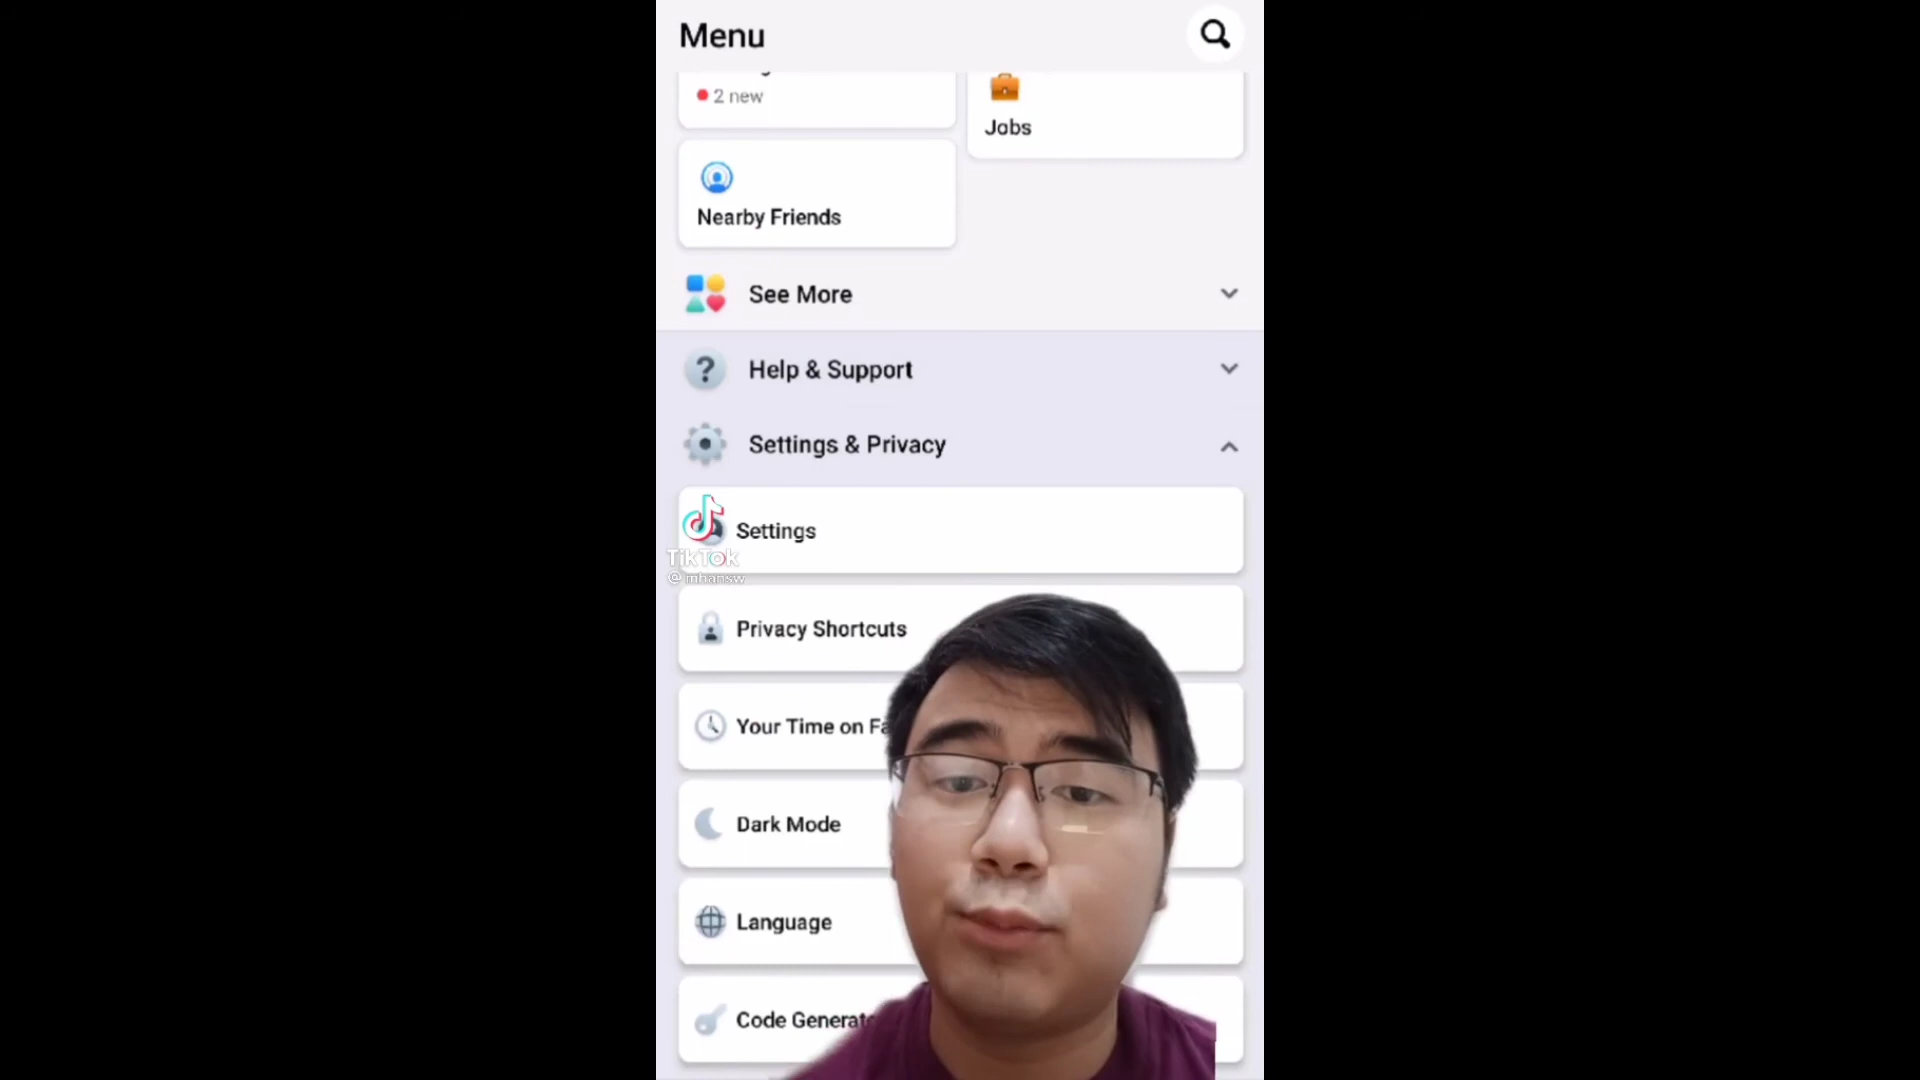 Menu
2 new
Jobs
Nearby Friends
See More
Help & Support
Settings & Privacy
Settings
TikTok
@mhansw
Privacy Shortcuts
Your Time on Fa
Dark Mode
Language
Code Generat